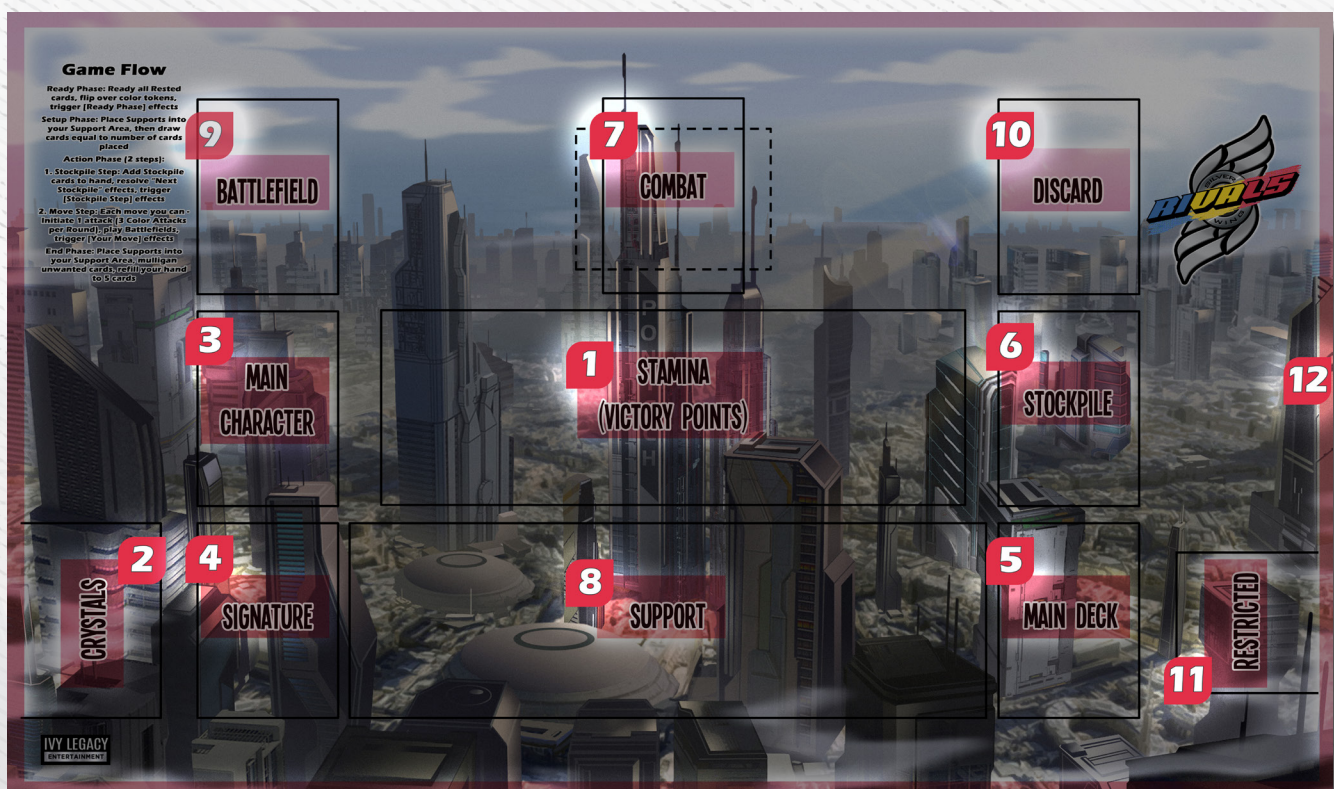 Game Flow
Ready Phase: Ready all Rested
cards, flip over color tokens,
trigger [Ready Phase] effects
Setup Phase: Place Supports into
your Support Area, then draw
cards equal to number of cards
placed
Action Phase (2 steps):
1. Stockpile Step: Add Stockpile
cards to hand, resolve "Next
Stockpile" effects, trigger
[Stockpile Step] effects
2. Move Step: Each move you can -
Initiate 1 attack [3 Color Attacks
per Round], play Battlefields,
trigger [Your Move] effects
End Phase: Place Supports into
your Support Area, mulligan
unwanted cards, refill your hand
to 5 cards
9
BATTLEFIELD
7
COMBAT
10
DISCARD
SILVER
RIVALS
WING
3
MAIN
CHARACTER
1
STAMINA
(VICTORY POINTS)
6
STOCKPILE
12
2
CRYSTALS
4
SIGNATURE
8
SUPPORT
5
MAIN DECK
11
RESTRICTED
IVY LEGACY
ENTERTAINMENT